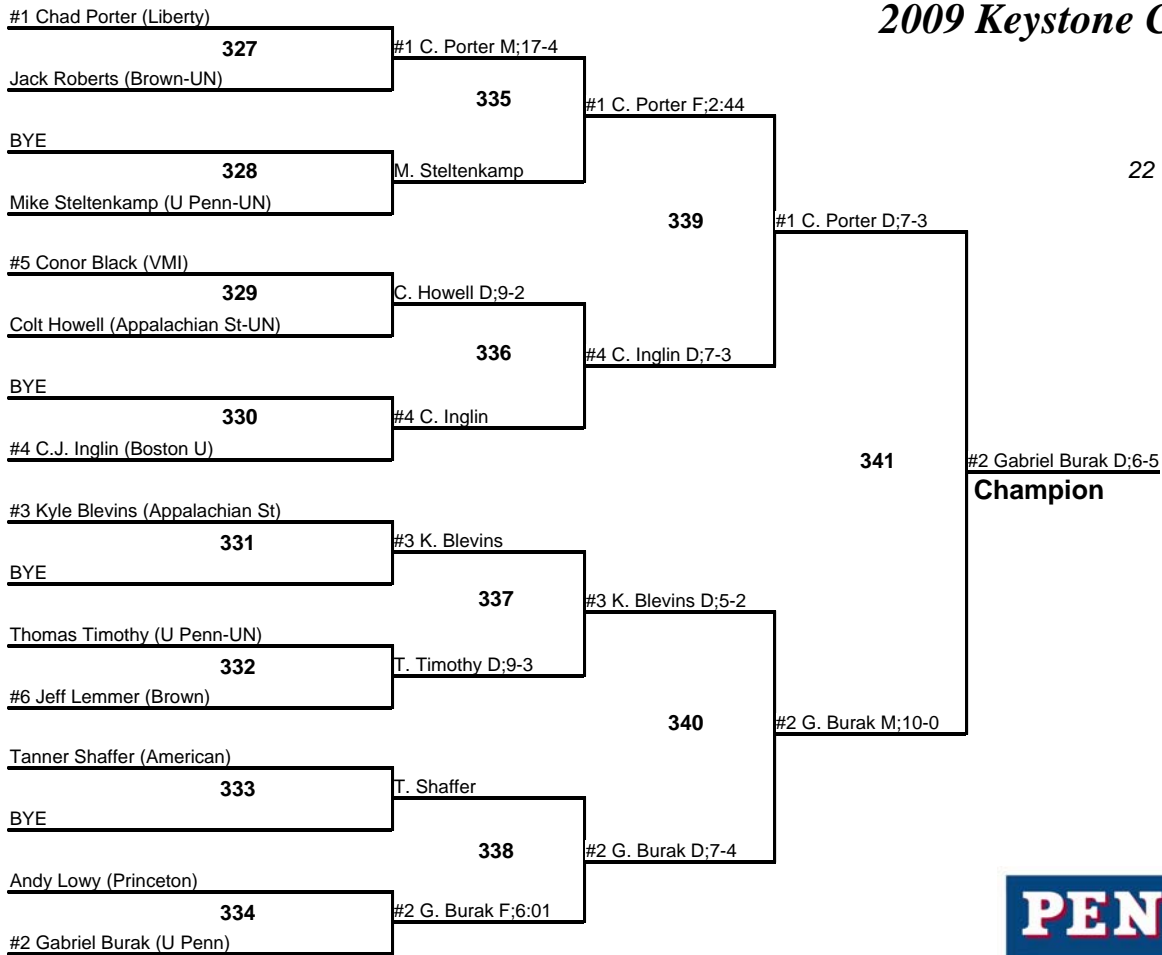 2009 Keystone C
#1 Chad Porter (Liberty)
327
#1 C. Porter M;17-4
Jack Roberts (Brown-UN)
335
#1 C. Porter F;2:44
BYE
328
M. Steltenkamp
22
Mike Steltenkamp (U Penn-UN)
339
#1 C. Porter D;7-3
#5 Conor Black (VMI)
329
C. Howell D;9-2
Colt Howell (Appalachian St-UN)
336
#4 C. Inglin D;7-3
BYE
330
#4 C. Inglin
#4 C.J. Inglin (Boston U)
341
#2 Gabriel Burak D;6-5
Champion
#3 Kyle Blevins (Appalachian St)
331
#3 K. Blevins
BYE
337
#3 K. Blevins D;5-2
Thomas Timothy (U Penn-UN)
332
T. Timothy D;9-3
#6 Jeff Lemmer (Brown)
340
#2 G. Burak M;10-0
Tanner Shaffer (American)
333
T. Shaffer
BYE
338
#2 G. Burak D;7-4
Andy Lowy (Princeton)
334
#2 G. Burak F;6:01
#2 Gabriel Burak (U Penn)
PEN